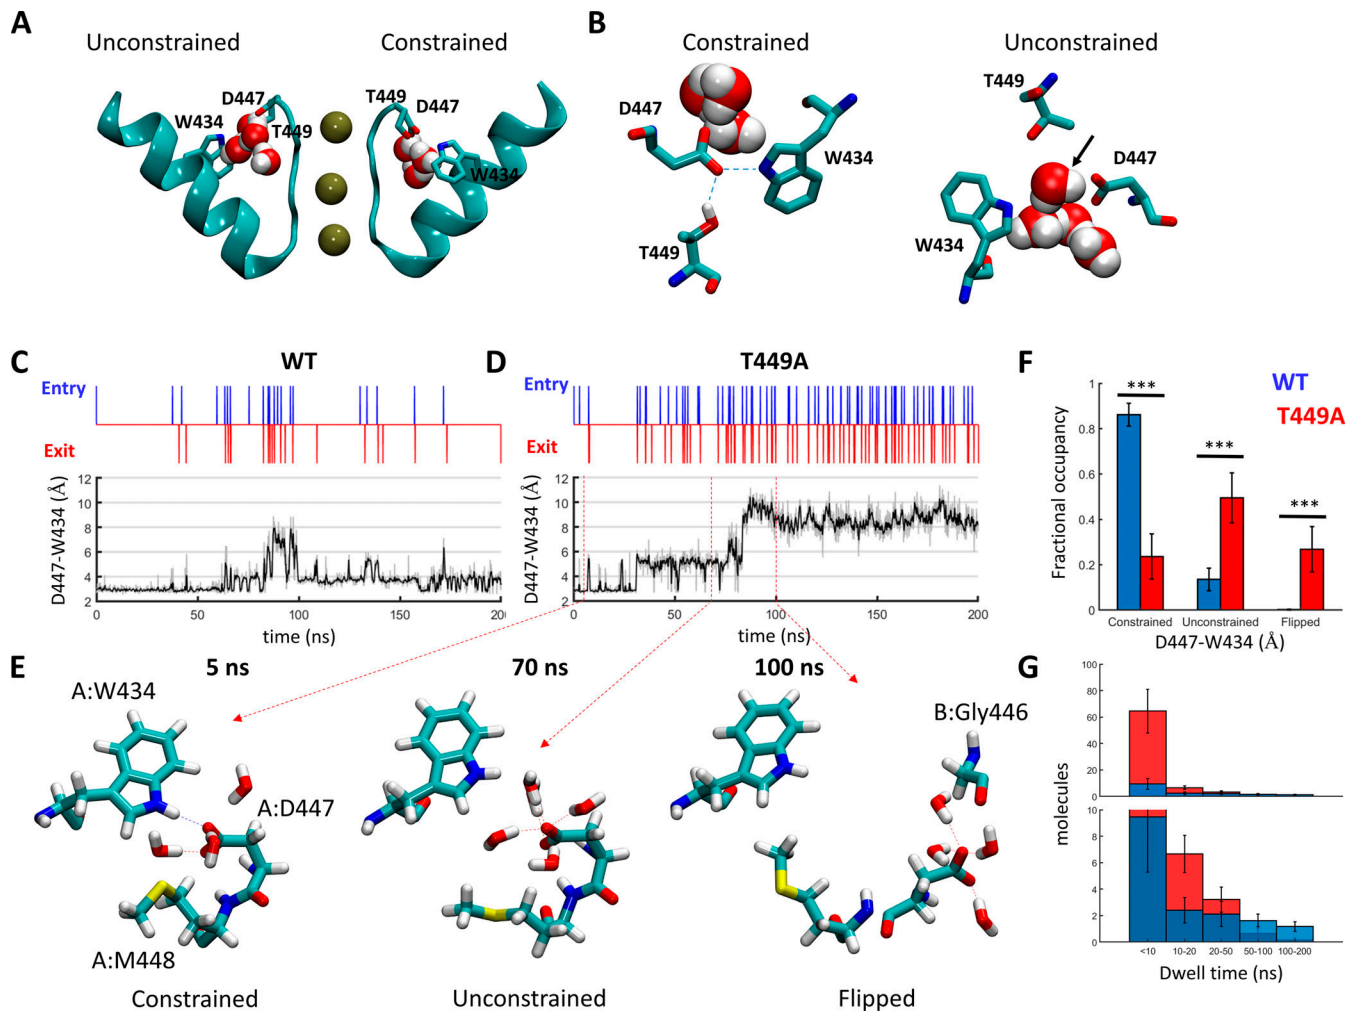 A
Unconstrained
Constrained
D447
W434
T449
T449
D447
W434
B
Constrained
Unconstrained
D447
W434
T449
T449
D447
W434
C
WT
Entry
Exit
D447-W434 (Å)
12
10
8
6
4
2
0
50
100
150
200
time (ns)
D
T449A
Entry
Exit
D447-W434 (Å)
12
10
8
6
4
2
0
50
100
150
200
time (ns)
E
5 ns
70 ns
100 ns
A:W434
A:D447
A:M448
B:Gly446
Constrained
Unconstrained
Flipped
F
WT
T449A
***
***
***
Fractional occupancy
1
0.8
0.6
0.4
0.2
0
Constrained
Unconstrained
Flipped
D447-W434 (Å)
G
molecules
100
80
60
40
20
0
10
8
6
4
2
0
<10
10-20
20-50
50-100
100-200
Dwell time (ns)